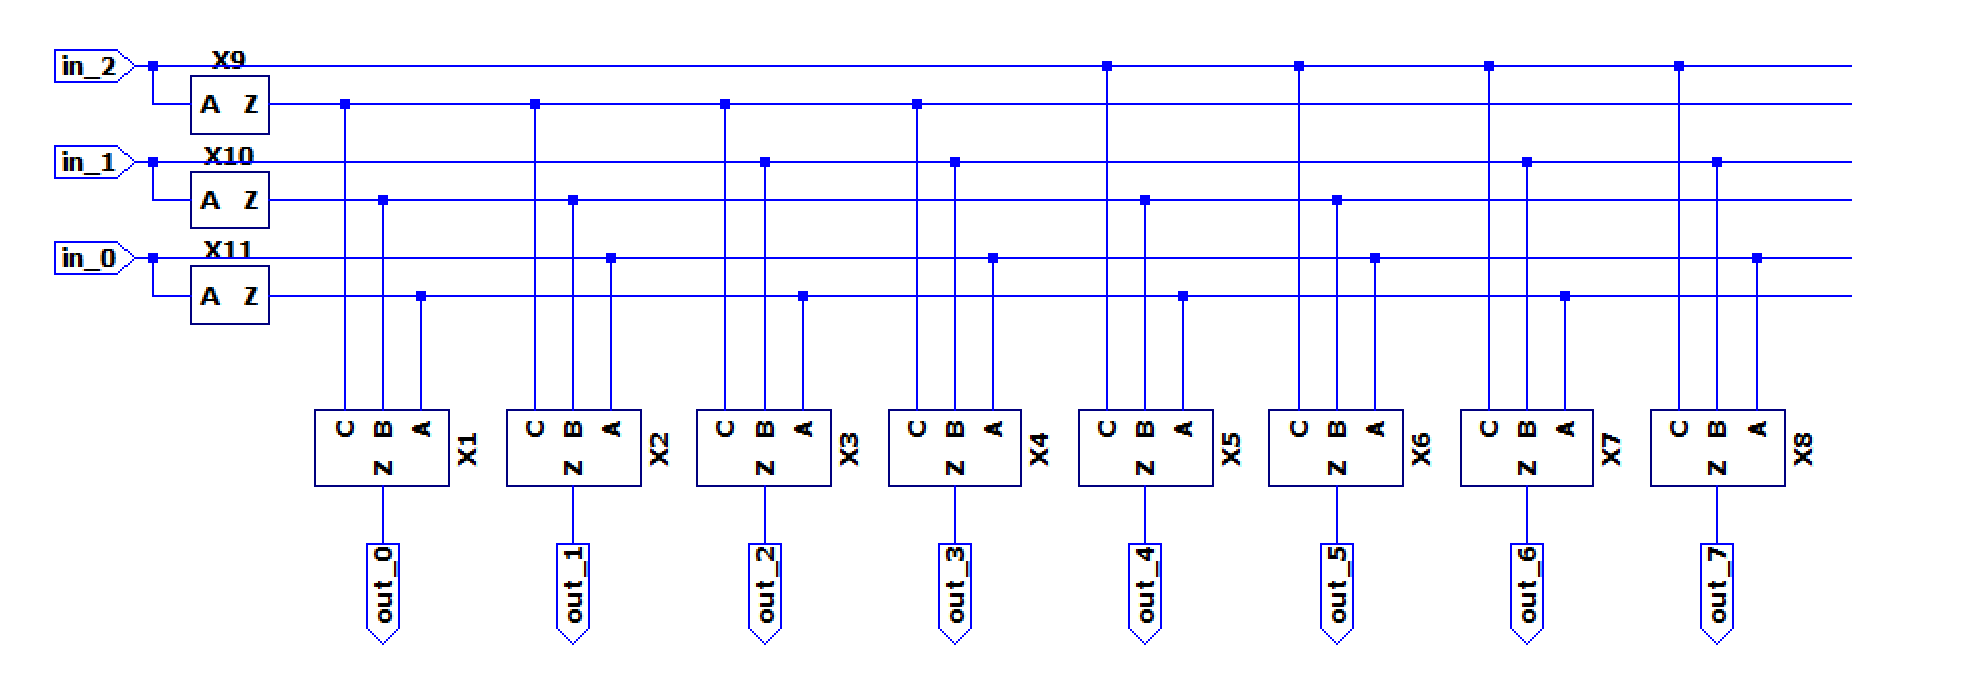 in_2
X9
A Z
in_1
X10
A Z
in_0
X11
A Z
C B A
Z
X1
C B A
Z
X2
C B A
Z
X3
C B A
Z
X4
C B A
Z
X5
C B A
Z
X6
C B A
Z
X7
C B A
Z
X8
out_0
out_1
out_2
out_3
out_4
out_5
out_6
out_7